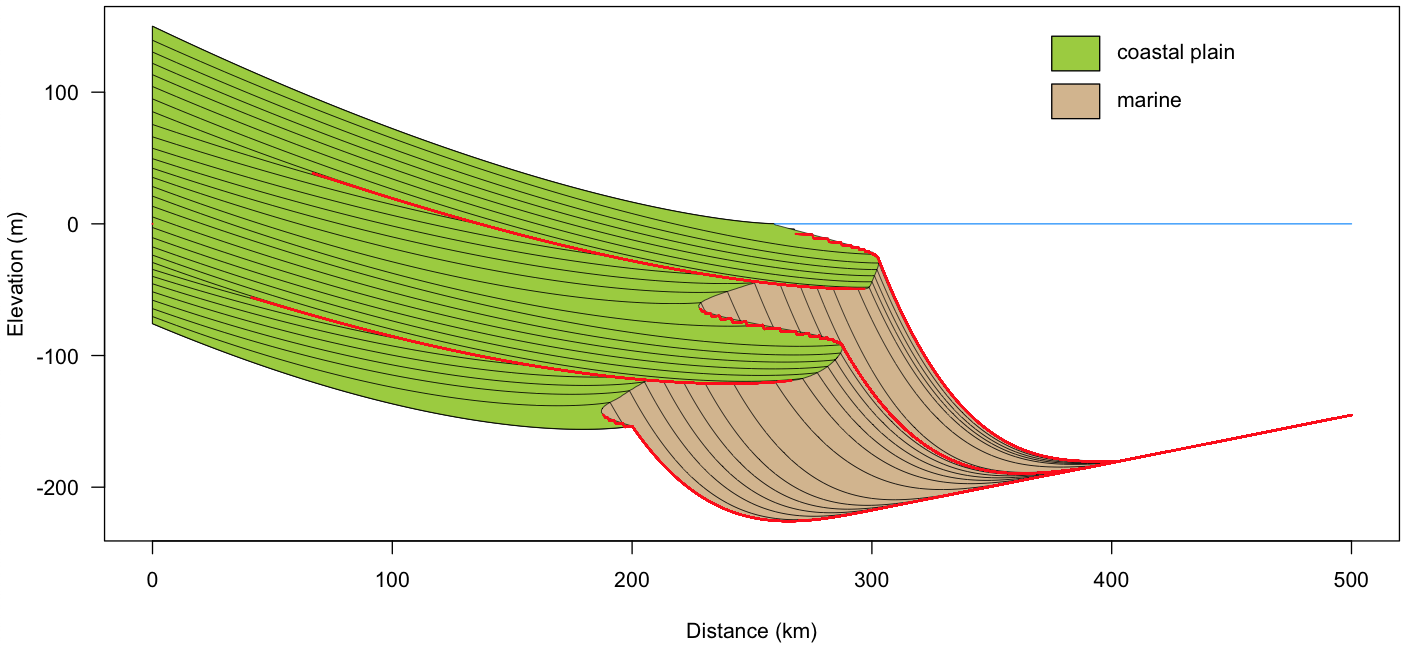 coastal plain
marine
Elevation (m)
100
0
-100
-200
0 100 200 300 400 500
Distance (km)